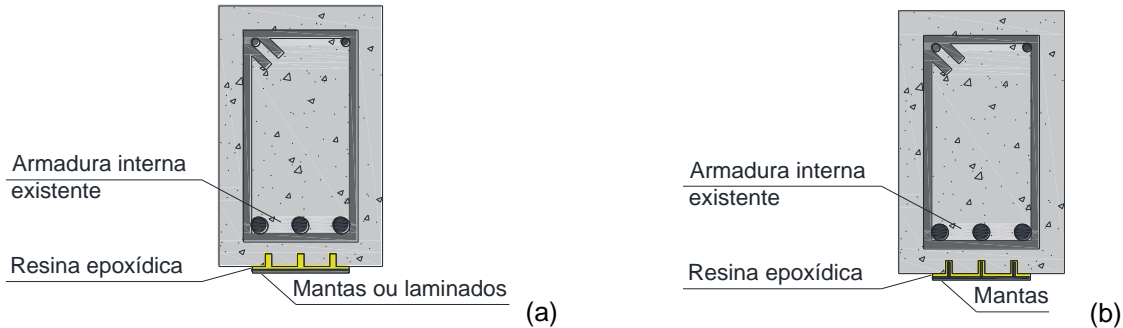 Armadura interna
existente
Resina epoxídica
Mantas ou laminados
(a)
Armadura interna
existente
Resina epoxídica
Mantas
(b)